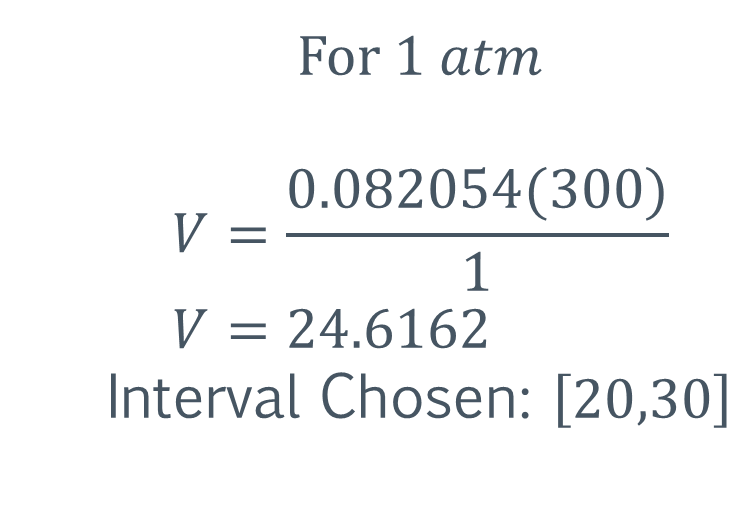 For 1 atm
V = 0.082054(300)/1
V = 24.6162
Interval Chosen: [20,30]